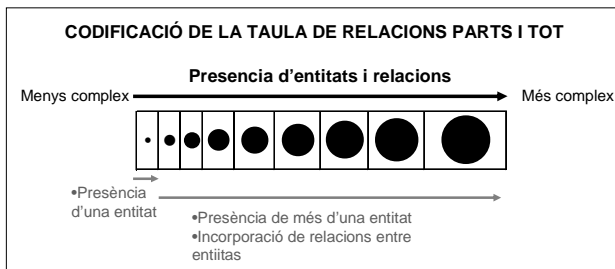 CODIFICACIÓ DE LA TAULA DE RELACIONS PARTS I TOT
Presencia d'entitats i relacions
Menys complex
Més complex
•Presència
d'una entitat
•Presència de més d'una entitat
•Incorporació de relacions entre
entiitas